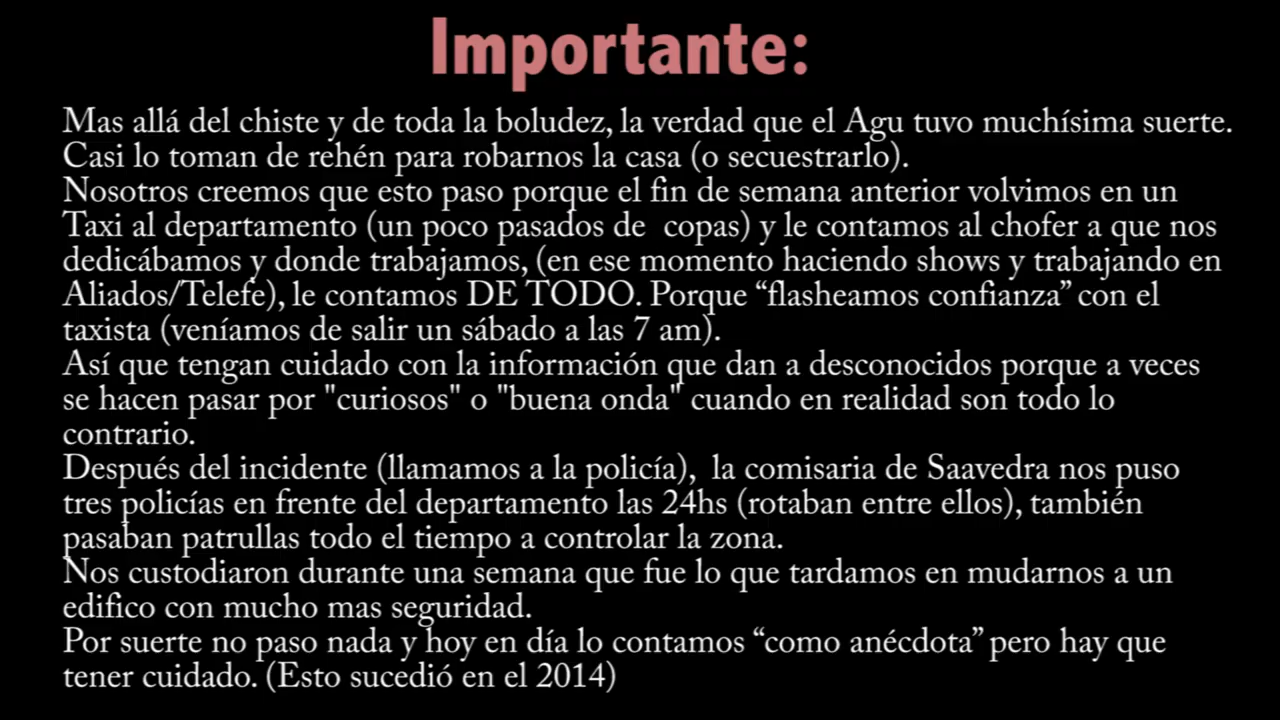 Importante:
Mas allá del chiste y de toda la boludez, la verdad que el Agu tuvo muchísima suerte.
Casi lo toman de rehén para robarnos la casa (o secuestrarlo).
Nosotros creemos que esto paso porque el fin de semana anterior volvimos en un
Taxi al departamento (un poco pasados de  copas) y le contamos al chofer a que nos
dedicábamos y donde trabajamos, (en ese momento haciendo shows y trabajando en
Aliados/Telefe), le contamos DE TODO. Porque “flasheamos confianza” con el
taxista (veníamos de salir un sábado a las 7 am).
Así que tengan cuidado con la información que dan a desconocidos porque a veces
se hacen pasar por "curiosos" o "buena onda" cuando en realidad son todo lo
contrario.
Después del incidente (llamamos a la policía),  la comisaria de Saavedra nos puso
tres policías en frente del departamento las 24hs (rotaban entre ellos), también
pasaban patrullas todo el tiempo a controlar la zona.
Nos custodiaron durante una semana que fue lo que tardamos en mudarnos a un
edifico con mucho mas seguridad.
Por suerte no paso nada y hoy en día lo contamos “como anécdota” pero hay que
tener cuidado. (Esto sucedió en el 2014)